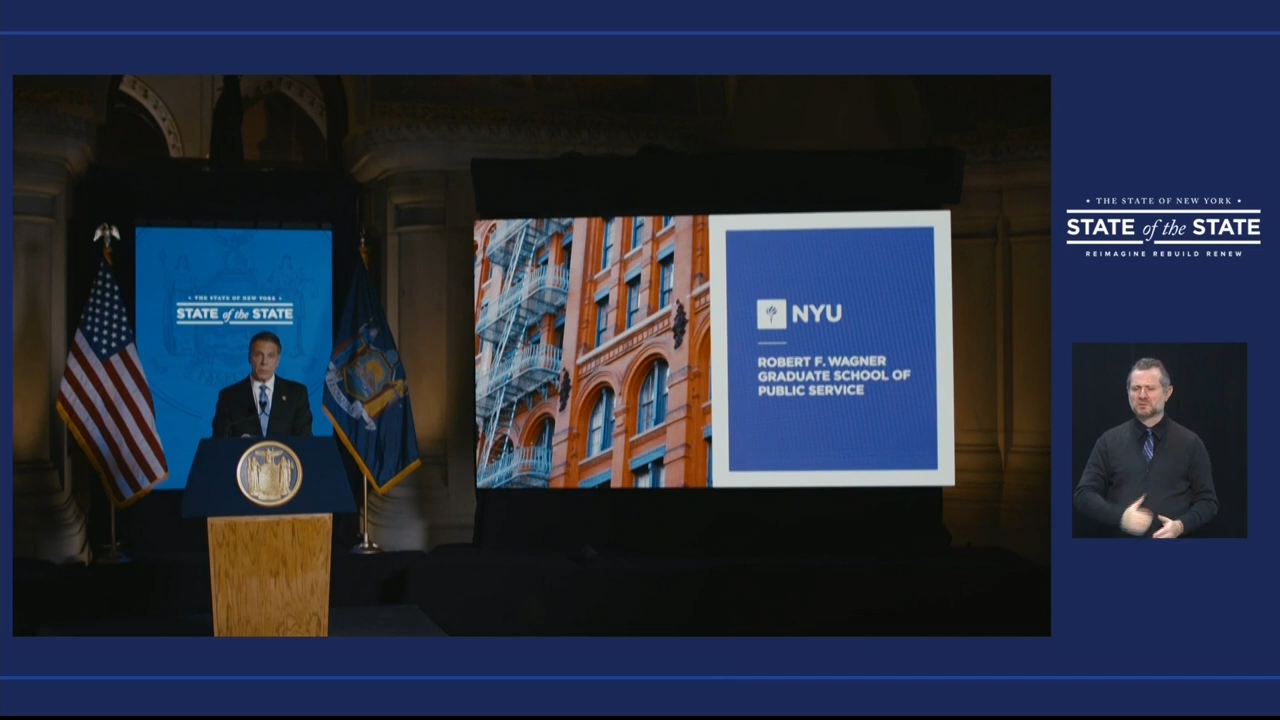 • THE STATE OF NEW YORK •
STATE of the STATE
NYU
ROBERT F. WAGNER
GRADUATE SCHOOL OF
PUBLIC SERVICE
• THE STATE OF NEW YORK •
STATE of the STATE
REIMAGINE REBUILD RENEW